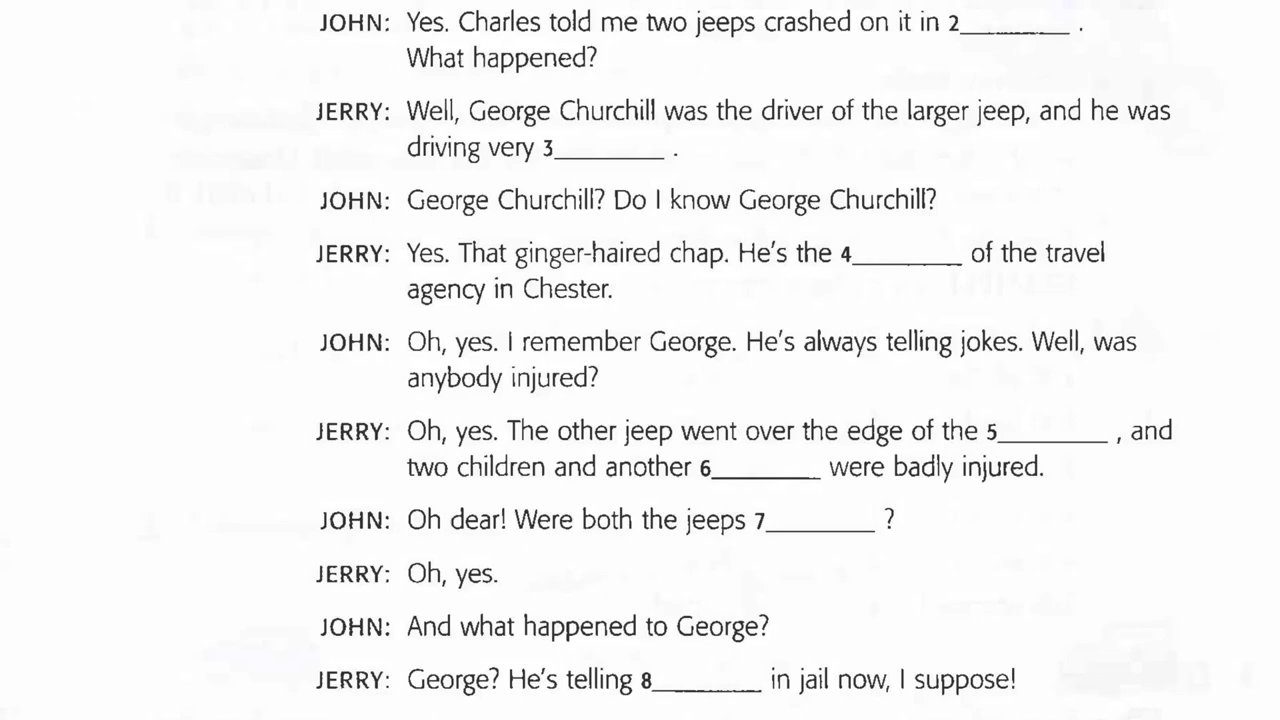 JOHN: Yes. Charles told me two jeeps crashed on it in 2________ .
What happened?
JERRY: Well, George Churchill was the driver of the larger jeep, and he was
driving very 3________ .
JOHN: George Churchill? Do I know George Churchill?
JERRY: Yes. That ginger-haired chap. He's the 4________ of the travel
agency in Chester.
JOHN: Oh, yes. I remember George. He's always telling jokes. Well, was
anybody injured?
JERRY: Oh, yes. The other jeep went over the edge of the 5________ , and
two children and another 6________ were badly injured.
JOHN: Oh dear! Were both the jeeps 7________ ?
JERRY: Oh, yes.
JOHN: And what happened to George?
JERRY: George? He's telling 8________ in jail now, I suppose!